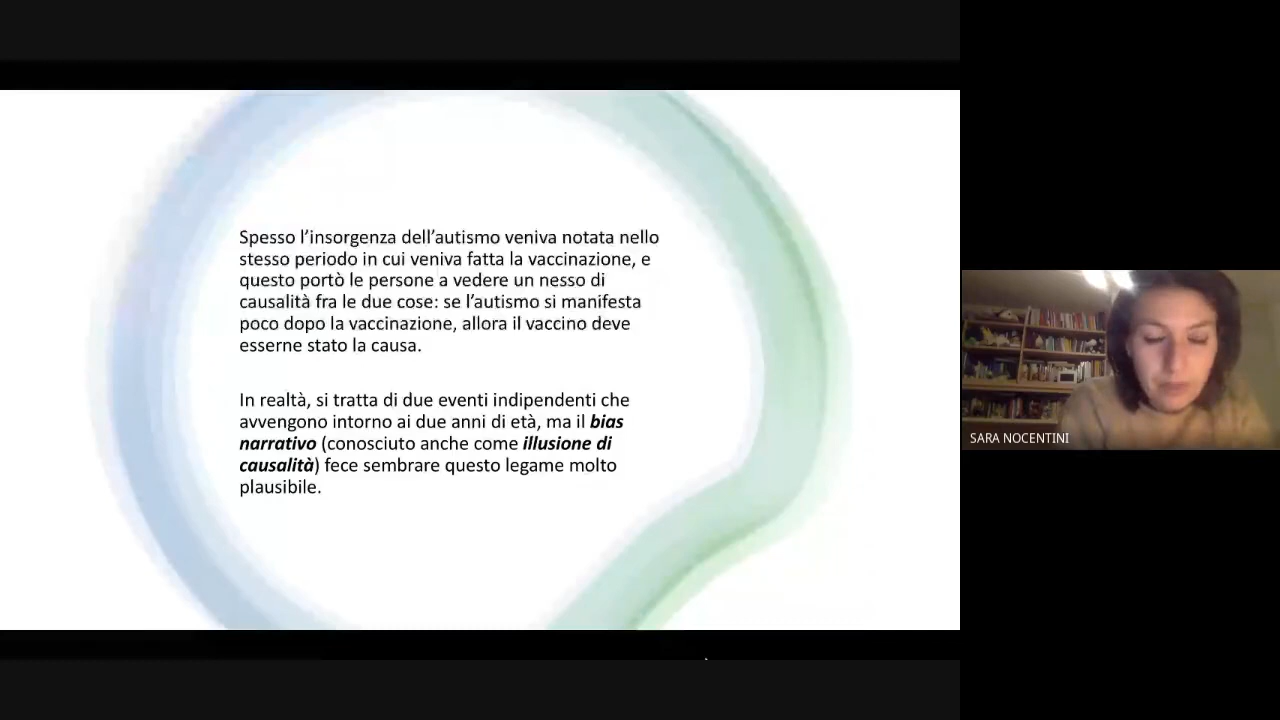 Spesso l’insorgenza dell’autismo veniva notata nello
stesso periodo in cui veniva fatta la vaccinazione, e
questo portò le persone a vedere un nesso di
causalità fra le due cose: se l’autismo si manifesta
poco dopo la vaccinazione, allora il vaccino deve
esserne stato la causa.
In realtà, si tratta di due eventi indipendenti che
avvengono intorno ai due anni di età, ma il bias
narrativo (conosciuto anche come illusione di
causalità) fece sembrare questo legame molto
plausibile.
SARA NOCENTINI